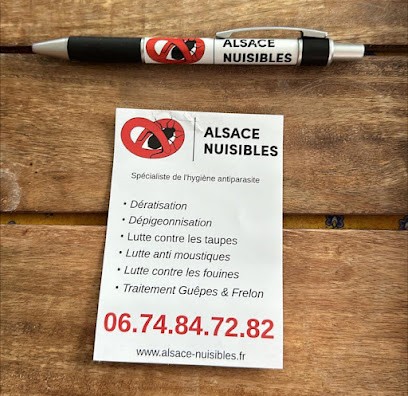 ALSACE
NUISIBLES
ALSACE
NUISIBLES
Spécialiste de l'hygiène antiparasite
• Dératisation
• Dépigeonnisation
• Lutte contre les taupes
• Lutte anti moustiques
• Lutte contre les fouines
• Traitement Guêpes & Frelon
06.74.84.72.82
www.alsace-nuisibles.fr